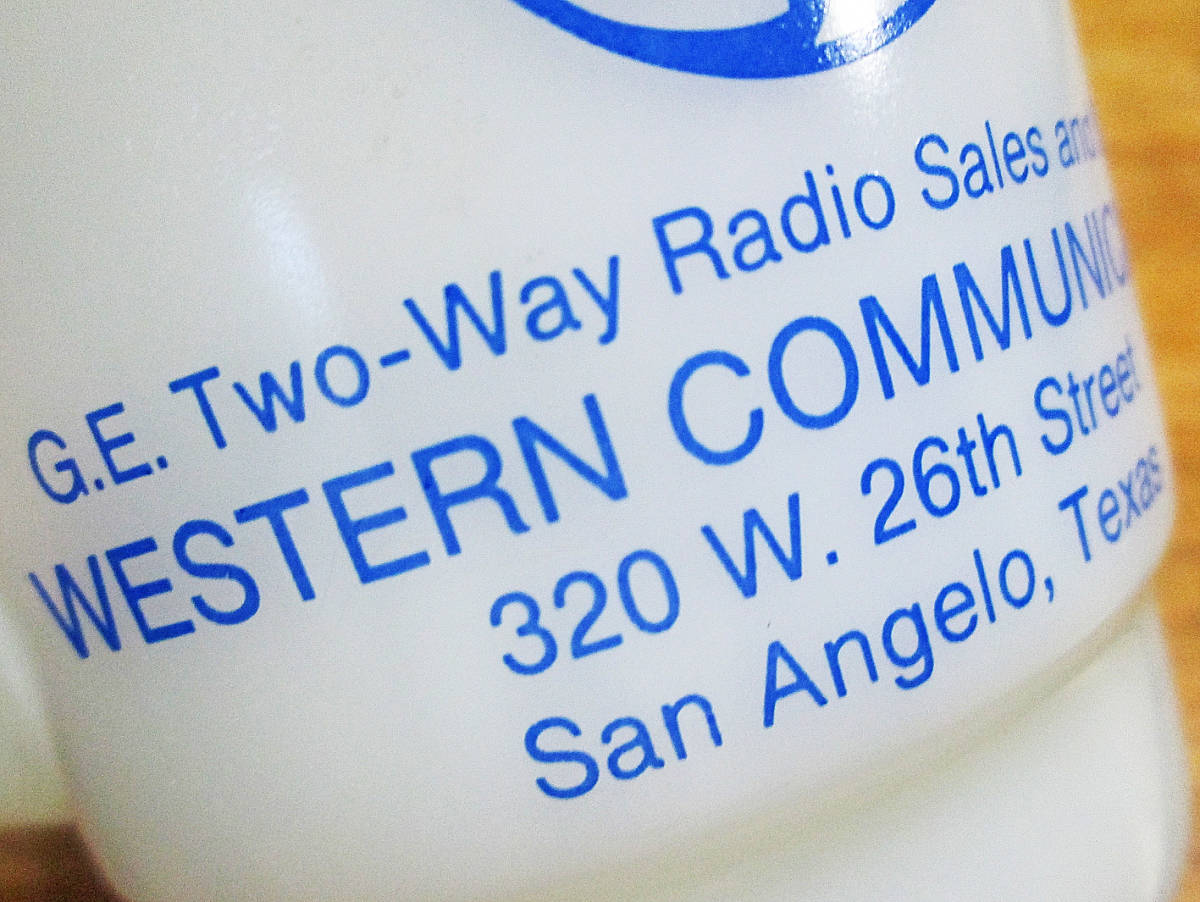 G.E. Two-Way Radio Sales and
WESTERN COMMUNIC
320 W. 26th Street
San Angelo, Texas